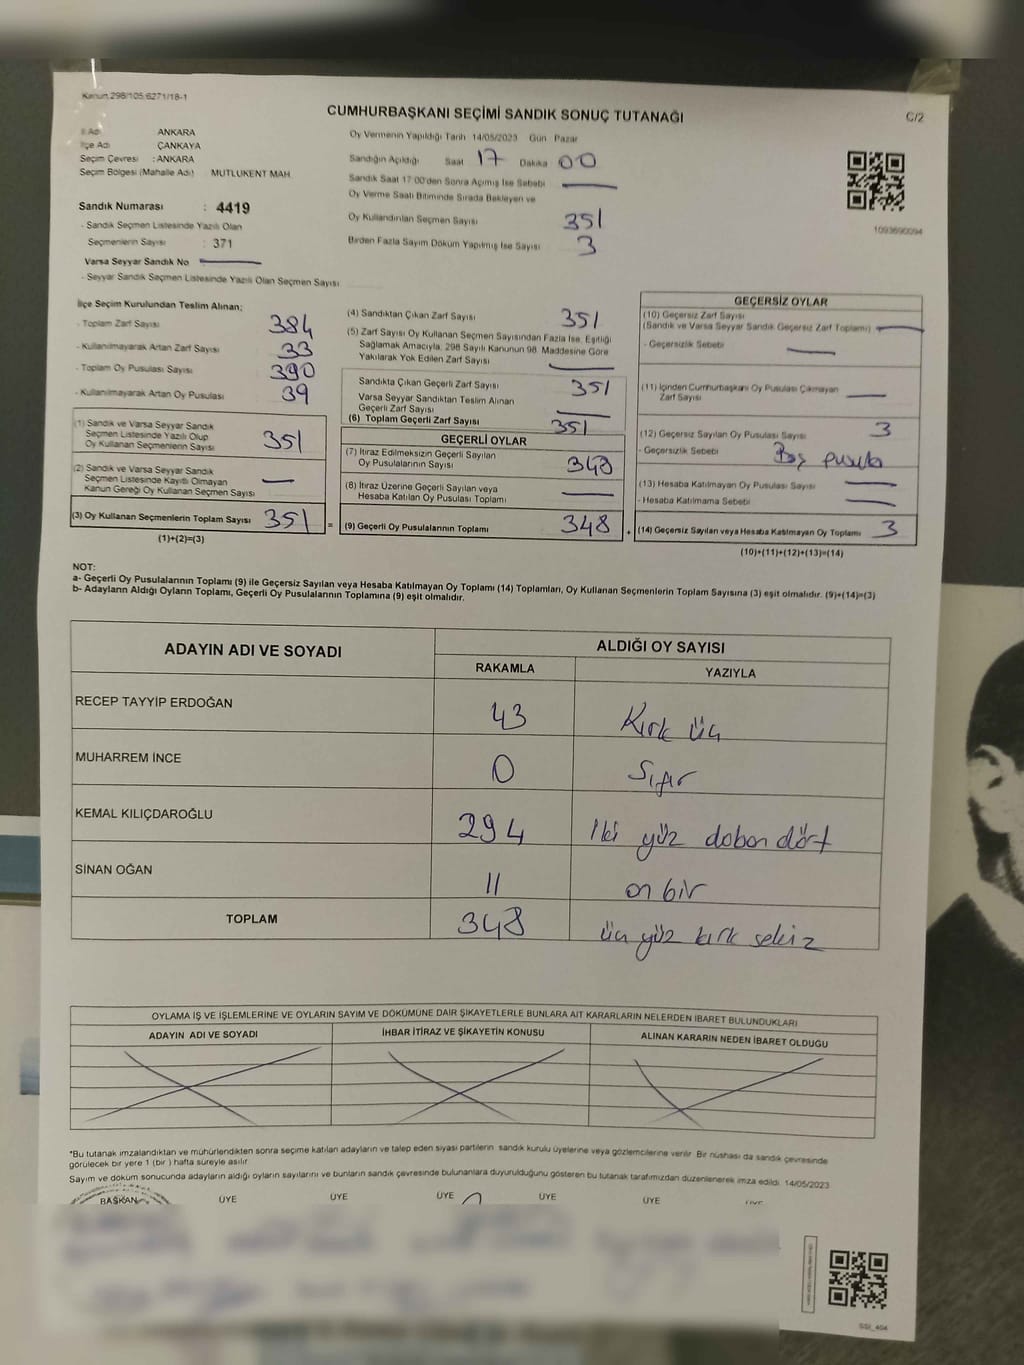 Kanun 298/105:6271/18-1
CUMHURBAŞKANI SEÇİMİ SANDIK SONUÇ TUTANAĞI
C/2
İl Adı ANKARA
İlçe Adı ÇANKAYA
Seçim Çevresi : ANKARA
Seçim Bölgesi (Mahalle Adı) MUTLUKENT MAH
Sandık Numarası : 4419
- Sandık Seçmen Listesinde Yazılı Olan
Seçmenlerin Sayısı : 371
Varsa Seyyar Sandık No
- Seyyar Sandık Seçmen Listesinde Yazılı Olan Seçmen Sayısı
Oy Vermenin Yapıldığı Tarih 14/05/2023 Gün Pazar
Sandığın Açıldığı Saat 17 Dakika 00
Sandık Saat 17:00'den Sonra Açımış İse Sebebi
Oy Verme Saati Bitiminde Sırada Bekleyen ve
Oy Kullandırılan Seçmen Sayısı 351
Birden Fazla Sayım Döküm Yapılmış İse Sayısı 3
1093690094
İlçe Seçim Kurulundan Teslim Alınan;
- Toplam Zarf Sayısı 384
- Kullanılmayarak Artan Zarf Sayısı 33
- Toplam Oy Pusulası Sayısı 390
- Kullanılmayarak Artan Oy Pusulası 39
(1) Sandık ve Varsa Seyyar Sandık
Seçmen Listesinde Yazılı Olup
Oy Kullanan Seçmenlerin Sayısı 351
(2) Sandık ve Varsa Seyyar Sandık
Seçmen Listesinde Kayıtlı Olmayan
Kanun Gereği Oy Kullanan Seçmen Sayısı
(3) Oy Kullanan Seçmenlerin Toplam Sayısı 351 =
(1)+(2)=(3)
(4) Sandıktan Çıkan Zarf Sayısı 351
(5) Zarf Sayısı Oy Kullanan Seçmen Sayısından Fazla İse, Eşitliği
Sağlamak Amacıyla, 298 Sayılı Kanunun 98. Maddesine Göre
Yakılarak Yok Edilen Zarf Sayısı
Sandıkta Çıkan Geçerli Zarf Sayısı 351
Varsa Seyyar Sandıktan Teslim Alınan
Geçerli Zarf Sayısı
(6) Toplam Geçerli Zarf Sayısı 351
GEÇERLİ OYLAR
(7) İtiraz Edilmeksizin Geçerli Sayılan
Oy Pusulalarının Sayısı 348
(8) İtiraz Üzerine Geçerli Sayılan veya
Hesaba Katılan Oy Pusulası Toplamı
(9) Geçerli Oy Pusulalarının Toplamı 348 +
GEÇERSİZ OYLAR
(10) Geçersiz Zarf Sayısı
(Sandık ve Varsa Seyyar Sandık Geçersiz Zarf Toplamı)
- Geçersizlik Sebebi
(11) İçinden Cumhurbaşkanı Oy Pusulası Çıkmayan
Zarf Sayısı
(12) Geçersiz Sayılan Oy Pusulası Sayısı 3
- Geçersizlik Sebebi Boş pusula
(13) Hesaba Katılmayan Oy Pusulası Sayısı
- Hesaba Katılmama Sebebi
(14) Geçersiz Sayılan veya Hesaba Katılmayan Oy Toplamı 3
(10)+(11)+(12)+(13)=(14)
NOT:
a- Geçerli Oy Pusulalarının Toplamı (9) ile Geçersiz Sayılan veya Hesaba Katılmayan Oy Toplamı (14) Toplamları, Oy Kullanan Seçmenlerin Toplam Sayısına (3) eşit olmalıdır. (9)+(14)=(3)
b- Adayların Aldığı Oyların Toplamı, Geçerli Oy Pusulalarının Toplamına (9) eşit olmalıdır.
ADAYIN ADI VE SOYADI
ALDIĞI OY SAYISI
RAKAMLA YAZIYLA
RECEP TAYYİP ERDOĞAN 43 Kırk üç
MUHARREM İNCE 0 Sıfır
KEMAL KILIÇDAROĞLU 294 İki yüz doban dört
SİNAN OĞAN 11 on bir
TOPLAM 348 üç yüz kırk sekiz
OYLAMA İŞ VE İŞLEMLERİNE VE OYLARIN SAYIM VE DÖKÜMÜNE DAİR ŞİKAYETLERLE BUNLARA AİT KARARLARIN NELERDEN İBARET BULUNDUKLARI
ADAYIN ADI VE SOYADI
İHBAR İTİRAZ VE ŞİKAYETİN KONUSU
ALINAN KARARIN NEDEN İBARET OLDUĞU
*Bu tutanak imzalandıktan ve mühürlendikten sonra seçime katılan adayların ve talep eden siyasi partilerin sandık kurulu üyelerine veya gözlemcilerine verilir. Bir nüshası da sandık çevresinde
görülecek bir yere 1 (bir ) hafta süreyle asılır.
Sayım ve döküm sonucunda adayların aldığı oyların sayılarını ve bunların sandık çevresinde bulunanlara duyurulduğunu gösteren bu tutanak tarafımızdan düzenlenerek imza edildi. 14/05/2023
BAŞKAN ÜYE ÜYE ÜYE ÜYE ÜYE ÜYE
SSI_404